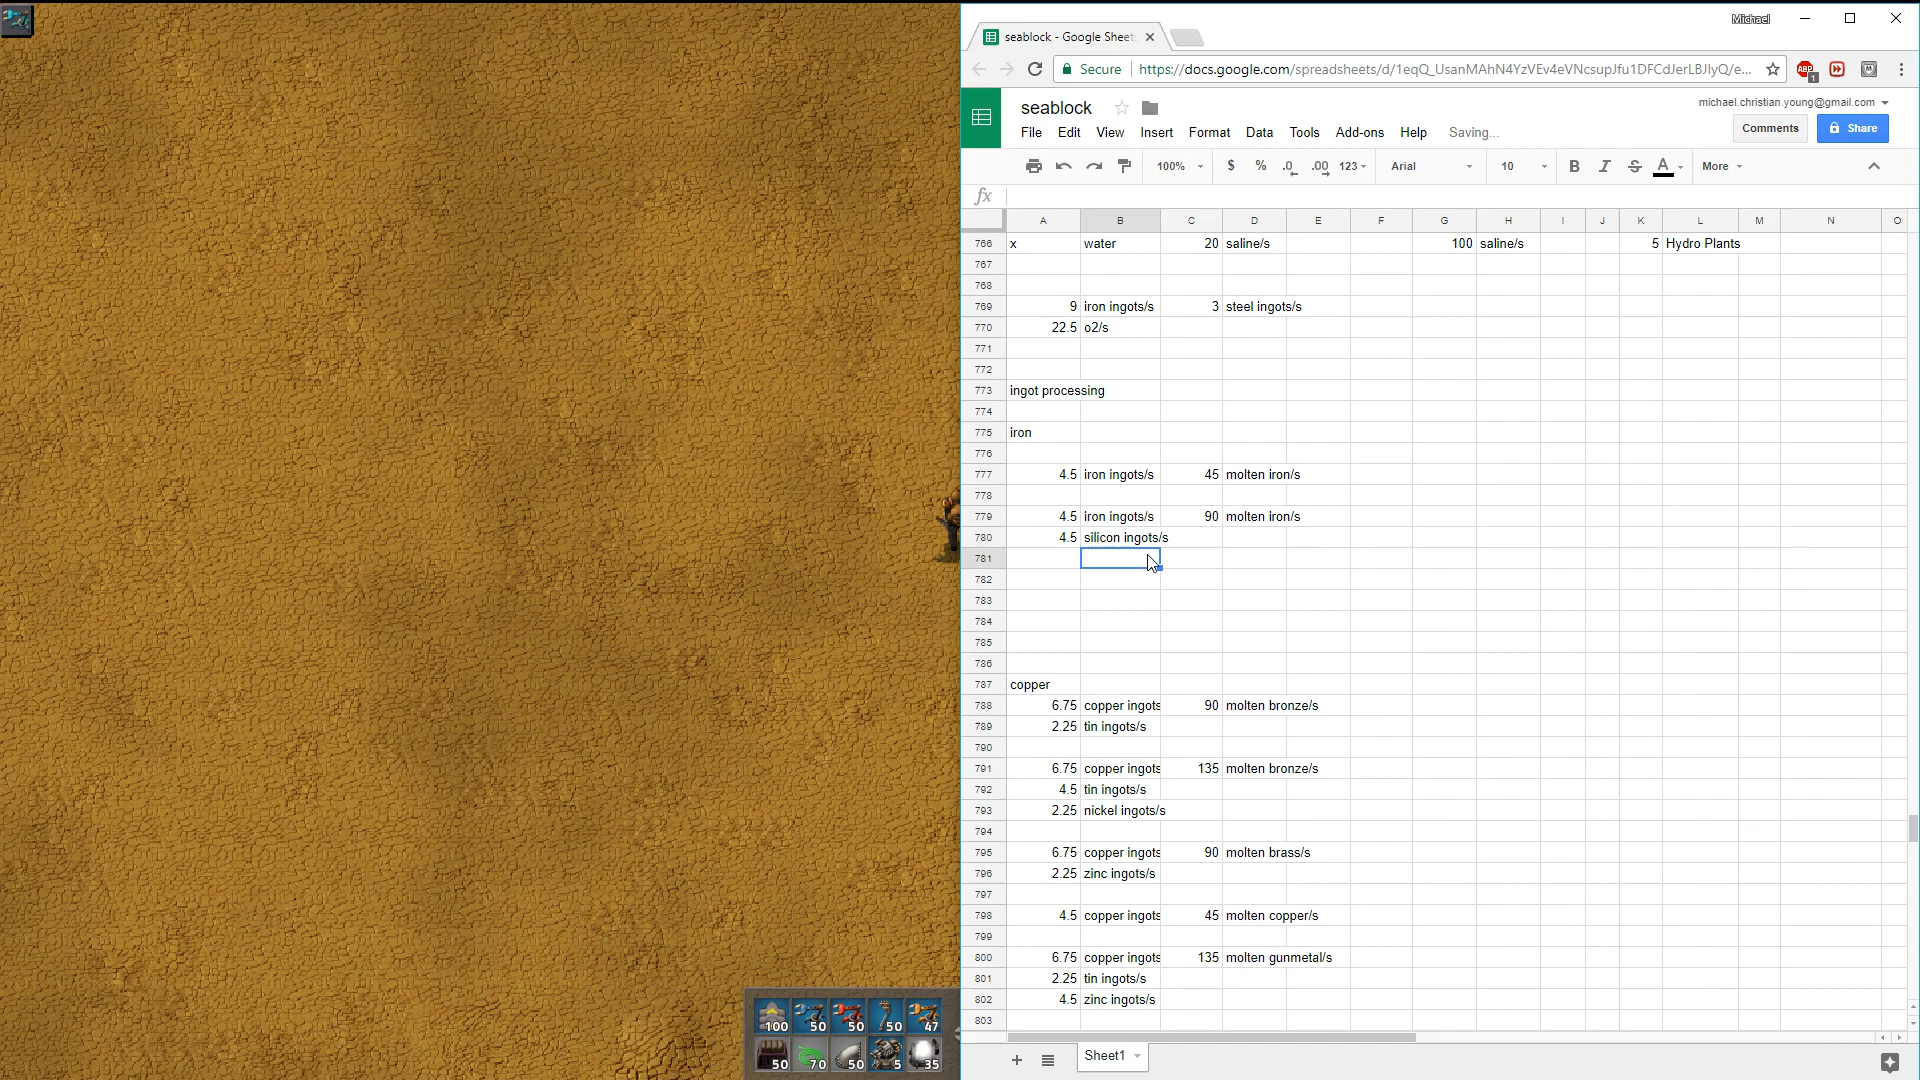 Michael
seablock - Google Sheet
Secure https://docs.google.com/spreadsheets/d/1eqQ_UsanMAhN4YzVEv4eVNcsupJfu1DFCdJerLBJIyQ/e...
ABP 1
seablock
michael.christian.young@gmail.com
File Edit View Insert Format Data Tools Add-ons Help Saving...
Comments Share
100% $ % .0 .00 123 Arial 10 B I S A More
fx
A B C D E F G H I J K L M N O
766 x water 20 saline/s 100 saline/s 5 Hydro Plants
767
768
769 9 iron ingots/s 3 steel ingots/s
770 22.5 o2/s
771
772
773 ingot processing
774
775 iron
776
777 4.5 iron ingots/s 45 molten iron/s
778
779 4.5 iron ingots/s 90 molten iron/s
780 4.5 silicon ingots/s
781
782
783
784
785
786
787 copper
788 6.75 copper ingots 90 molten bronze/s
789 2.25 tin ingots/s
790
791 6.75 copper ingots 135 molten bronze/s
792 4.5 tin ingots/s
793 2.25 nickel ingots/s
794
795 6.75 copper ingots 90 molten brass/s
796 2.25 zinc ingots/s
797
798 4.5 copper ingots 45 molten copper/s
799
800 6.75 copper ingots 135 molten gunmetal/s
801 2.25 tin ingots/s
802 4.5 zinc ingots/s
803
Sheet1
100 50 50 50 47
50 70 50 5 35